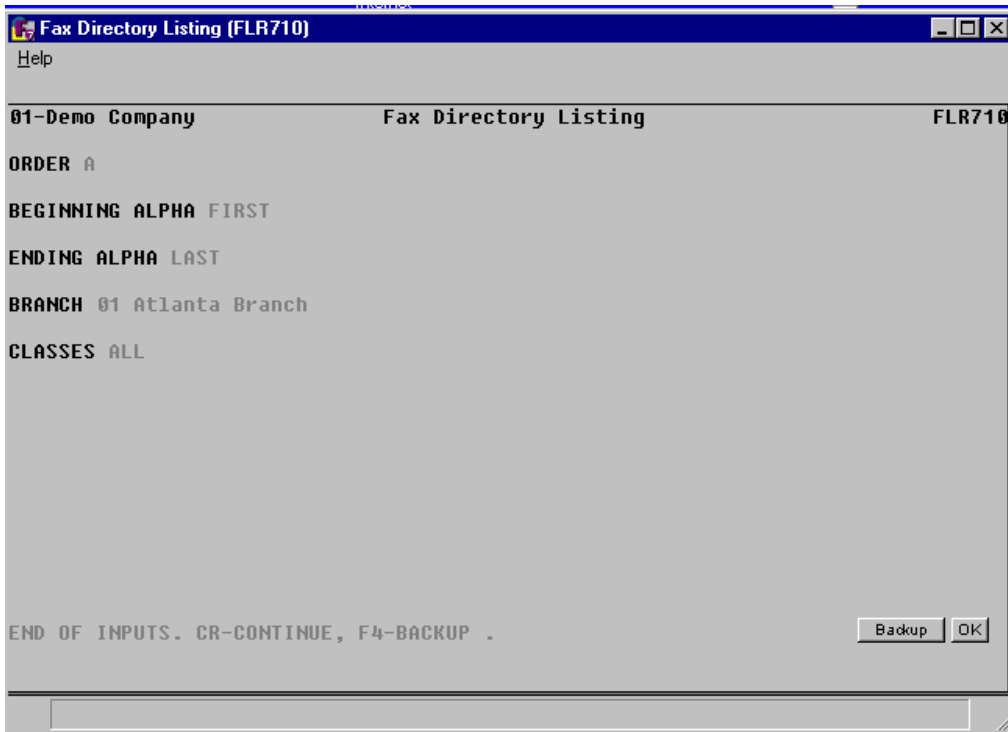 Fax Directory Listing (FLR710)
Help
01-Demo Company Fax Directory Listing FLR710
ORDER A
BEGINNING ALPHA FIRST
ENDING ALPHA LAST
BRANCH 01 Atlanta Branch
CLASSES ALL
END OF INPUTS. CR-CONTINUE, F4-BACKUP .
Backup OK